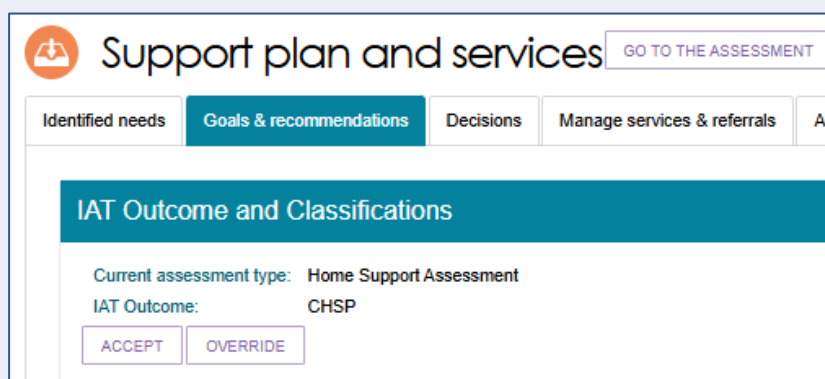 Support plan and services GO TO THE ASSESSMENT
Identified needs Goals & recommendations Decisions Manage services & referrals
IAT Outcome and Classifications
Current assessment type: Home Support Assessment
IAT Outcome: CHSP
ACCEPT OVERRIDE